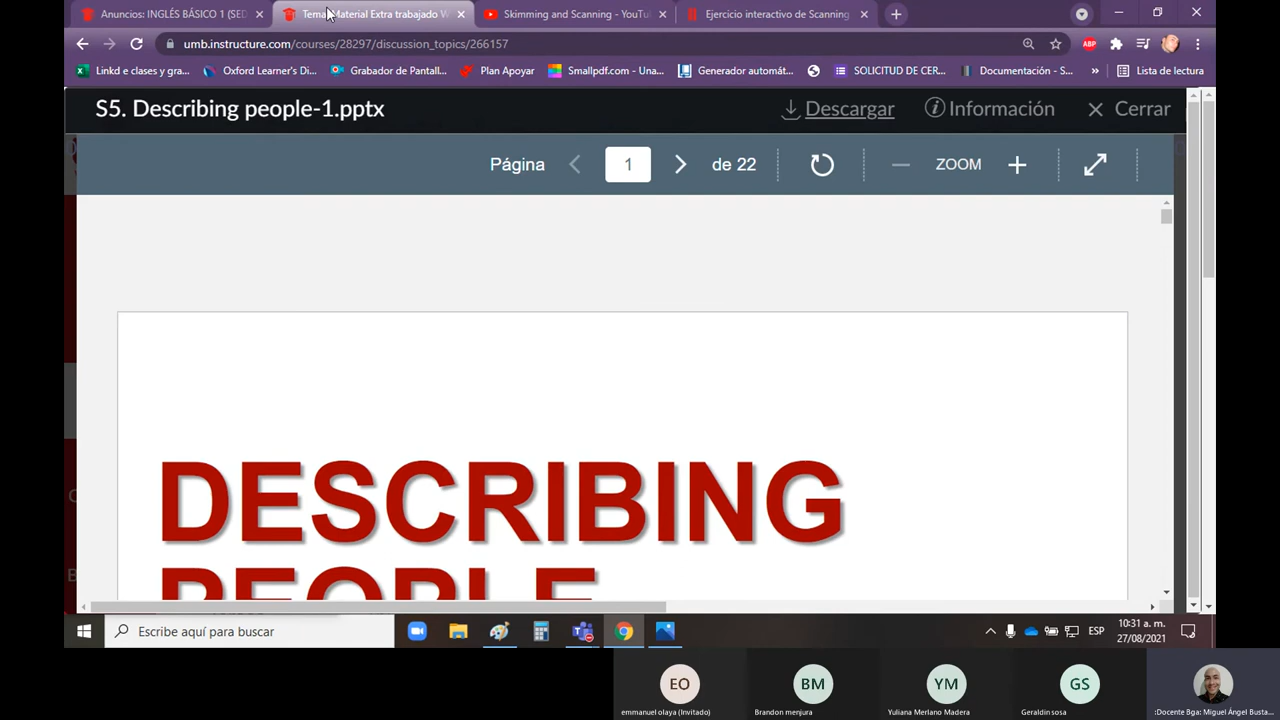 Anuncios: INGLÉS BÁSICO 1 (SED
Tema: Material Extra trabajado W
Skimming and Scanning - YouTu
Ejercicio interactivo de Scanning
umb.instructure.com/courses/28297/discussion_topics/266157
Linkd e clases y gra...
Oxford Learner's Di...
Grabador de Pantall...
Plan Apoyar
Smallpdf.com - Una...
Generador automát...
SOLICITUD DE CER...
Documentación - S...
»
Lista de lectura
S5. Describing people-1.pptx
Descargar
Información
Cerrar
Página
1
de 22
ZOOM
DESCRIBING
PEOPLE
Escribe aquí para buscar
ESP
10:31 a. m.
27/08/2021
EO
BM
YM
GS
emmanuel olaya (Invitado)
Brandon menjura
Yuliana Merlano Madera
Geraldin sosa
:Docente Bga: Miguel Ángel Busta...